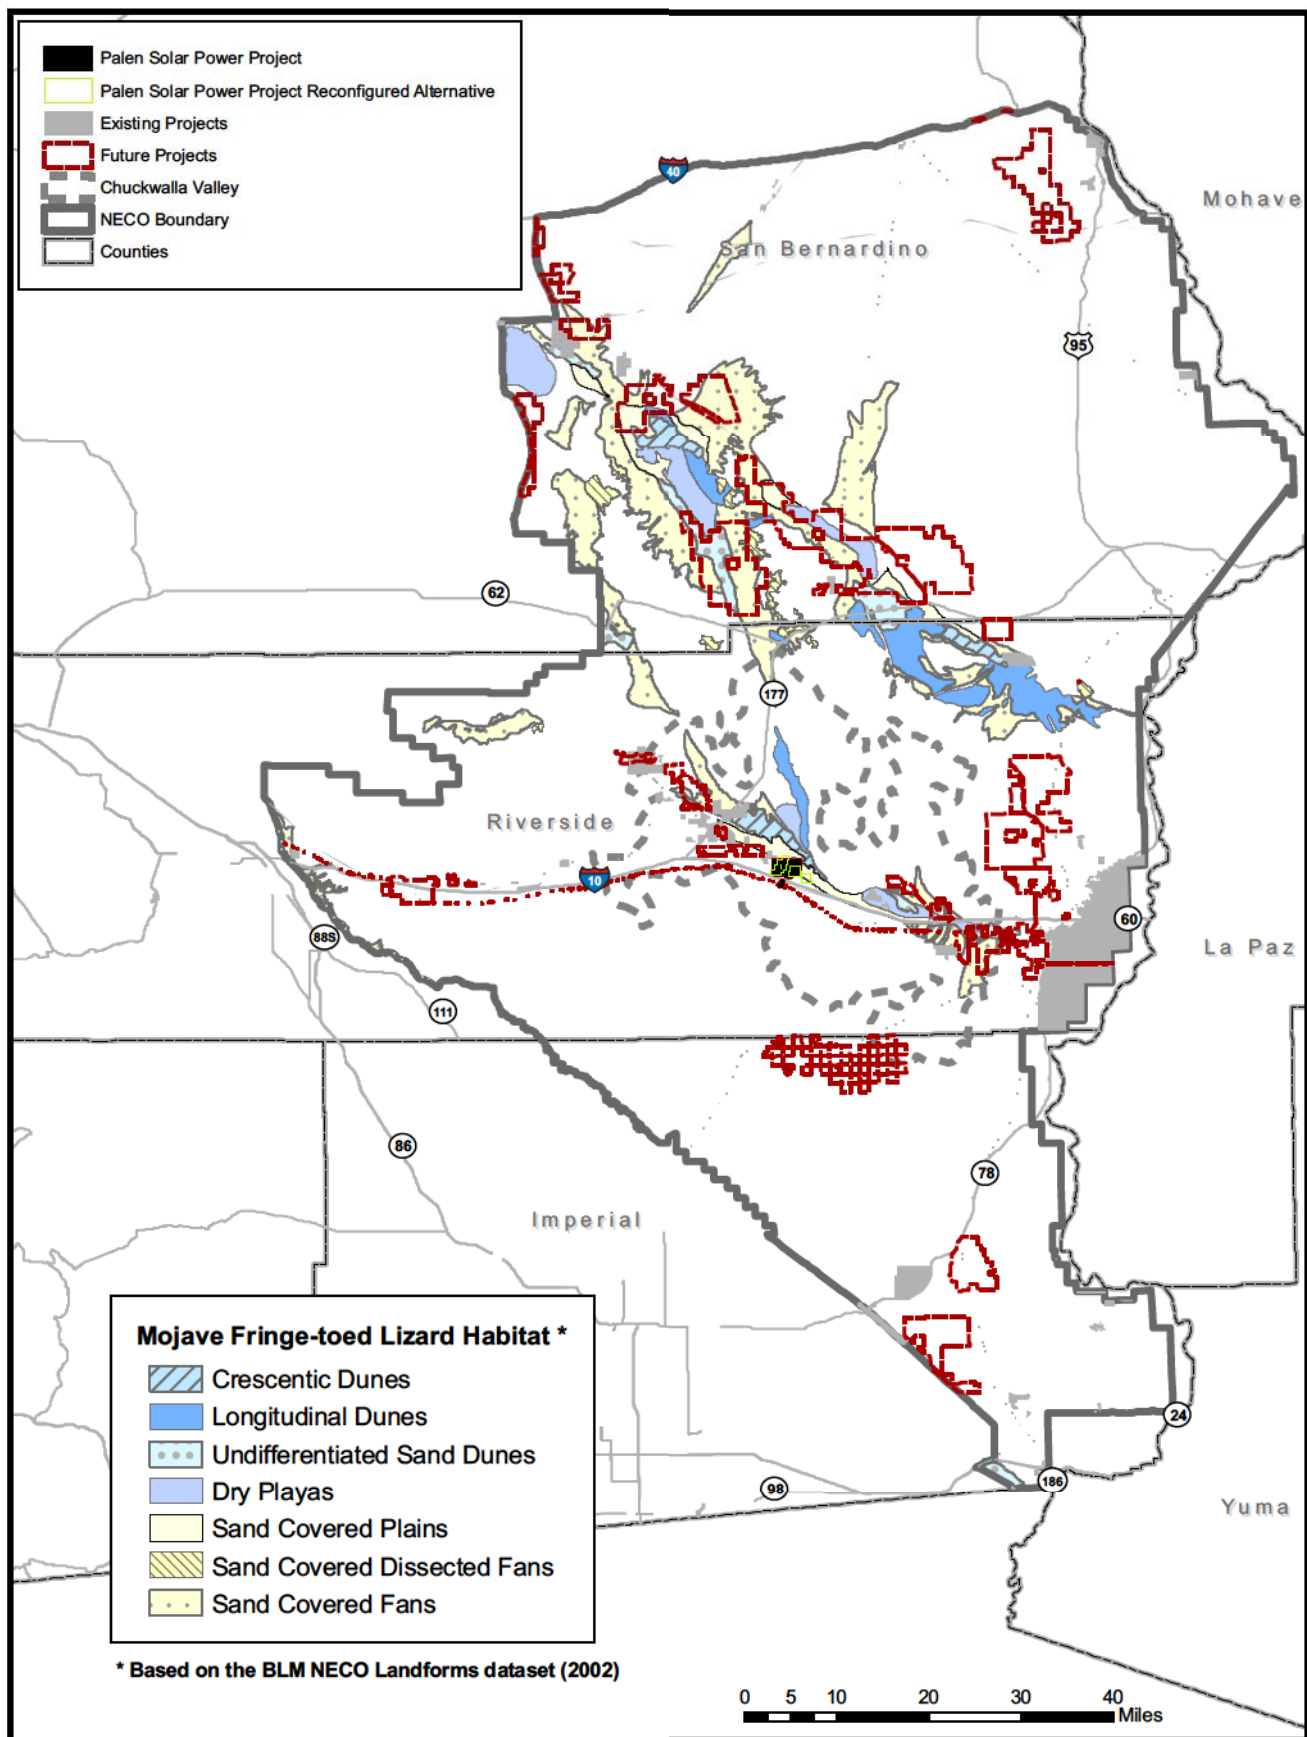 Palen Solar Power Project
Palen Solar Power Project Reconfigured Alternative
Existing Projects
Future Projects
Chuckwalla Valley
NECO Boundary
Counties
40
Mohave
San Bernardino
95
62
177
Riverside
10
60
88S
La Paz
111
86
78
Imperial
Mojave Fringe-toed Lizard Habitat *
Crescentic Dunes
Longitudinal Dunes
Undifferentiated Sand Dunes
Dry Playas
Sand Covered Plains
Sand Covered Dissected Fans
Sand Covered Fans
24
98
186
Yuma
* Based on the BLM NECO Landforms dataset (2002)
0 5 10 20 30 40
Miles